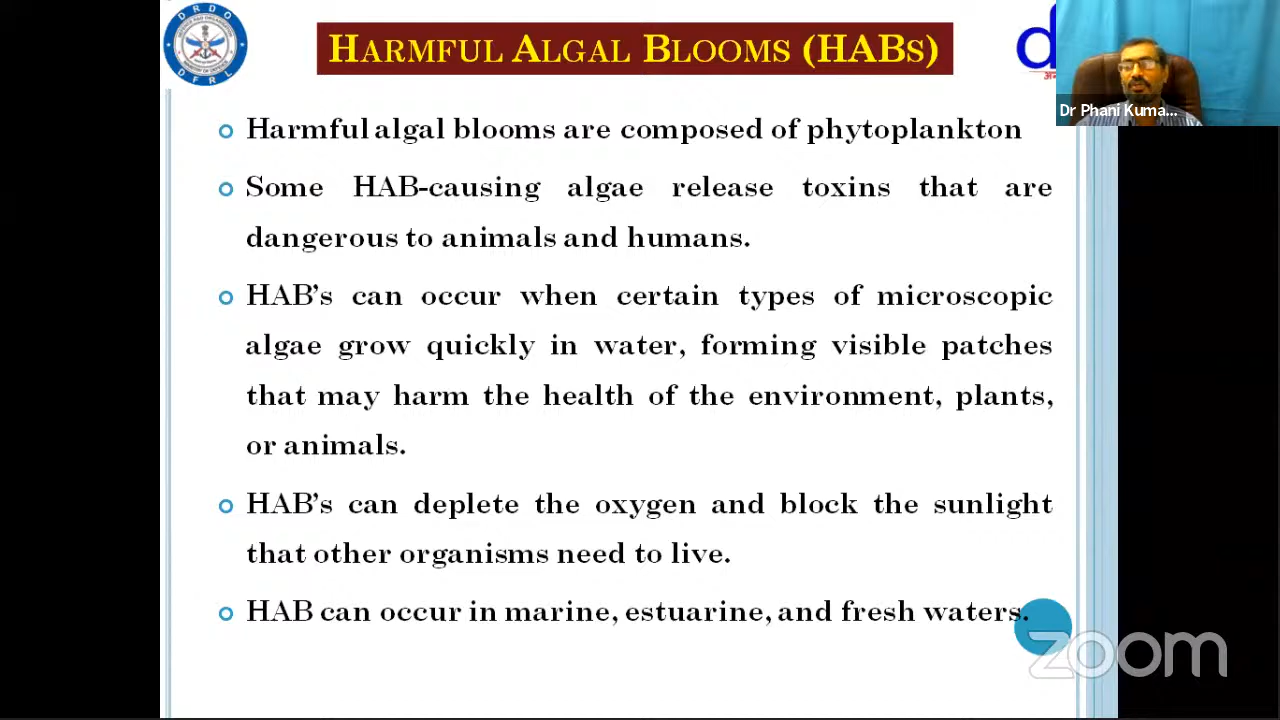 HARMFUL ALGAL BLOOMS (HABS)
DRDO
DFRL
Dr Phani Kuma...
Harmful algal blooms are composed of phytoplankton
Some HAB-causing algae release toxins that are
dangerous to animals and humans.
HAB's can occur when certain types of microscopic
algae grow quickly in water, forming visible patches
that may harm the health of the environment, plants,
or animals.
HAB's can deplete the oxygen and block the sunlight
that other organisms need to live.
HAB can occur in marine, estuarine, and fresh waters.
zoom